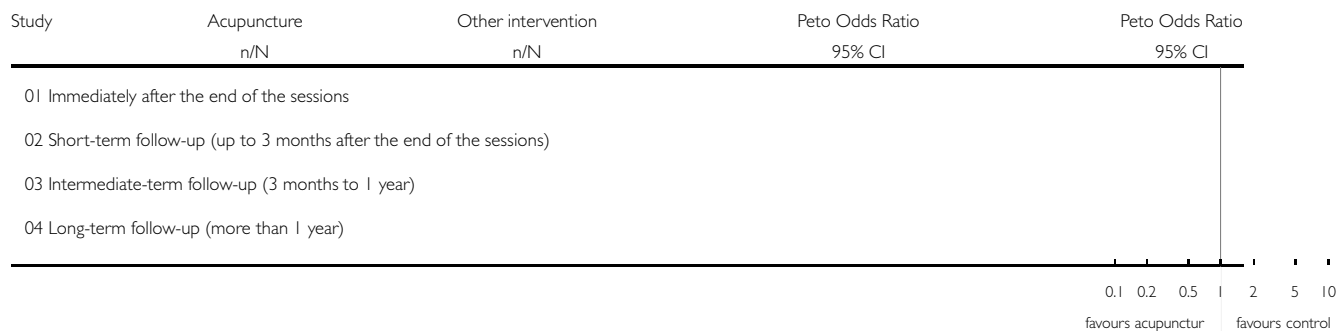 Study Acupuncture Other intervention Peto Odds Ratio Peto Odds Ratio
n/N n/N 95% CI 95% CI
01 Immediately after the end of the sessions
02 Short-term follow-up (up to 3 months after the end of the sessions)
03 Intermediate-term follow-up (3 months to 1 year)
04 Long-term follow-up (more than 1 year)
0.1 0.2 0.5 1 2 5 10
favours acupunctur favours control